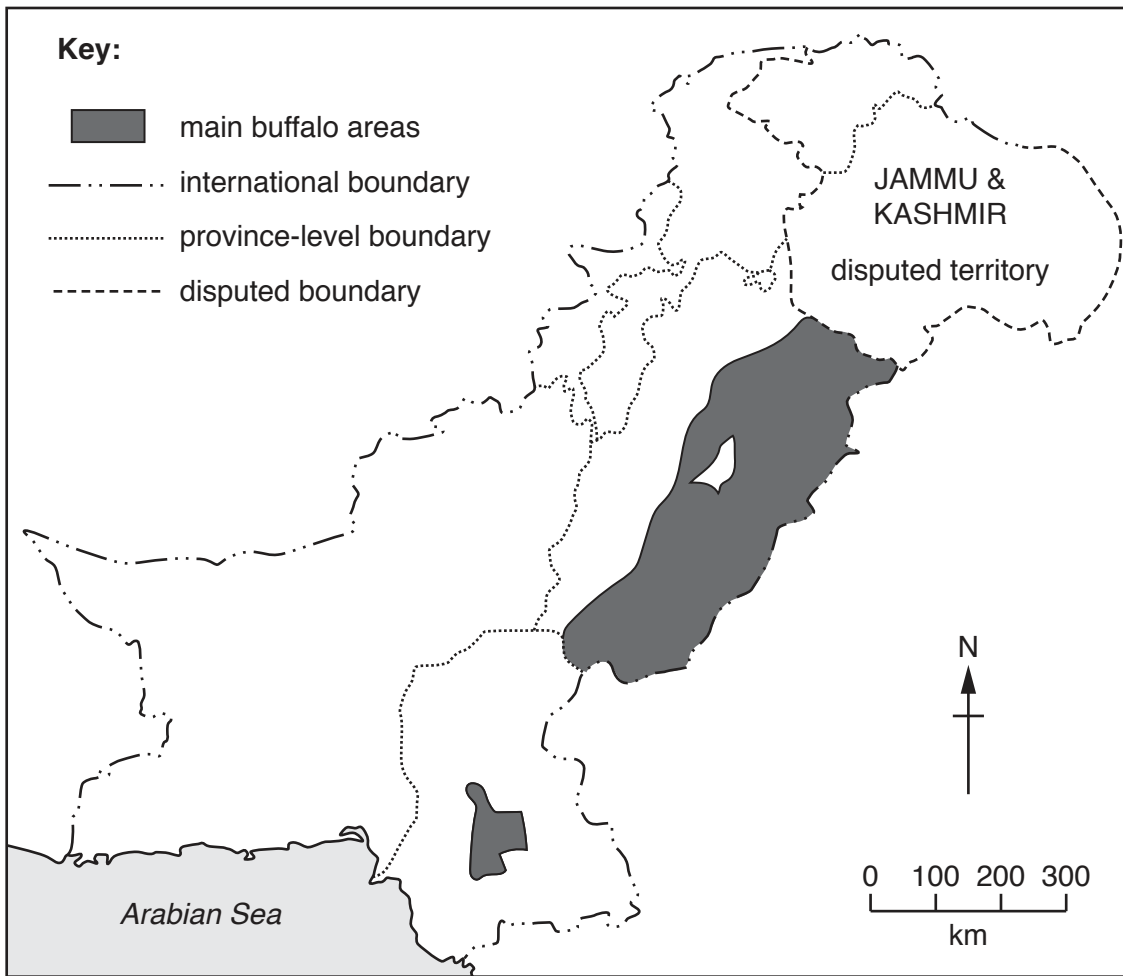 Key:
main buffalo areas
international boundary
province-level boundary
disputed boundary
JAMMU &
KASHMIR
disputed territory
N
Arabian Sea
0 100 200 300
km